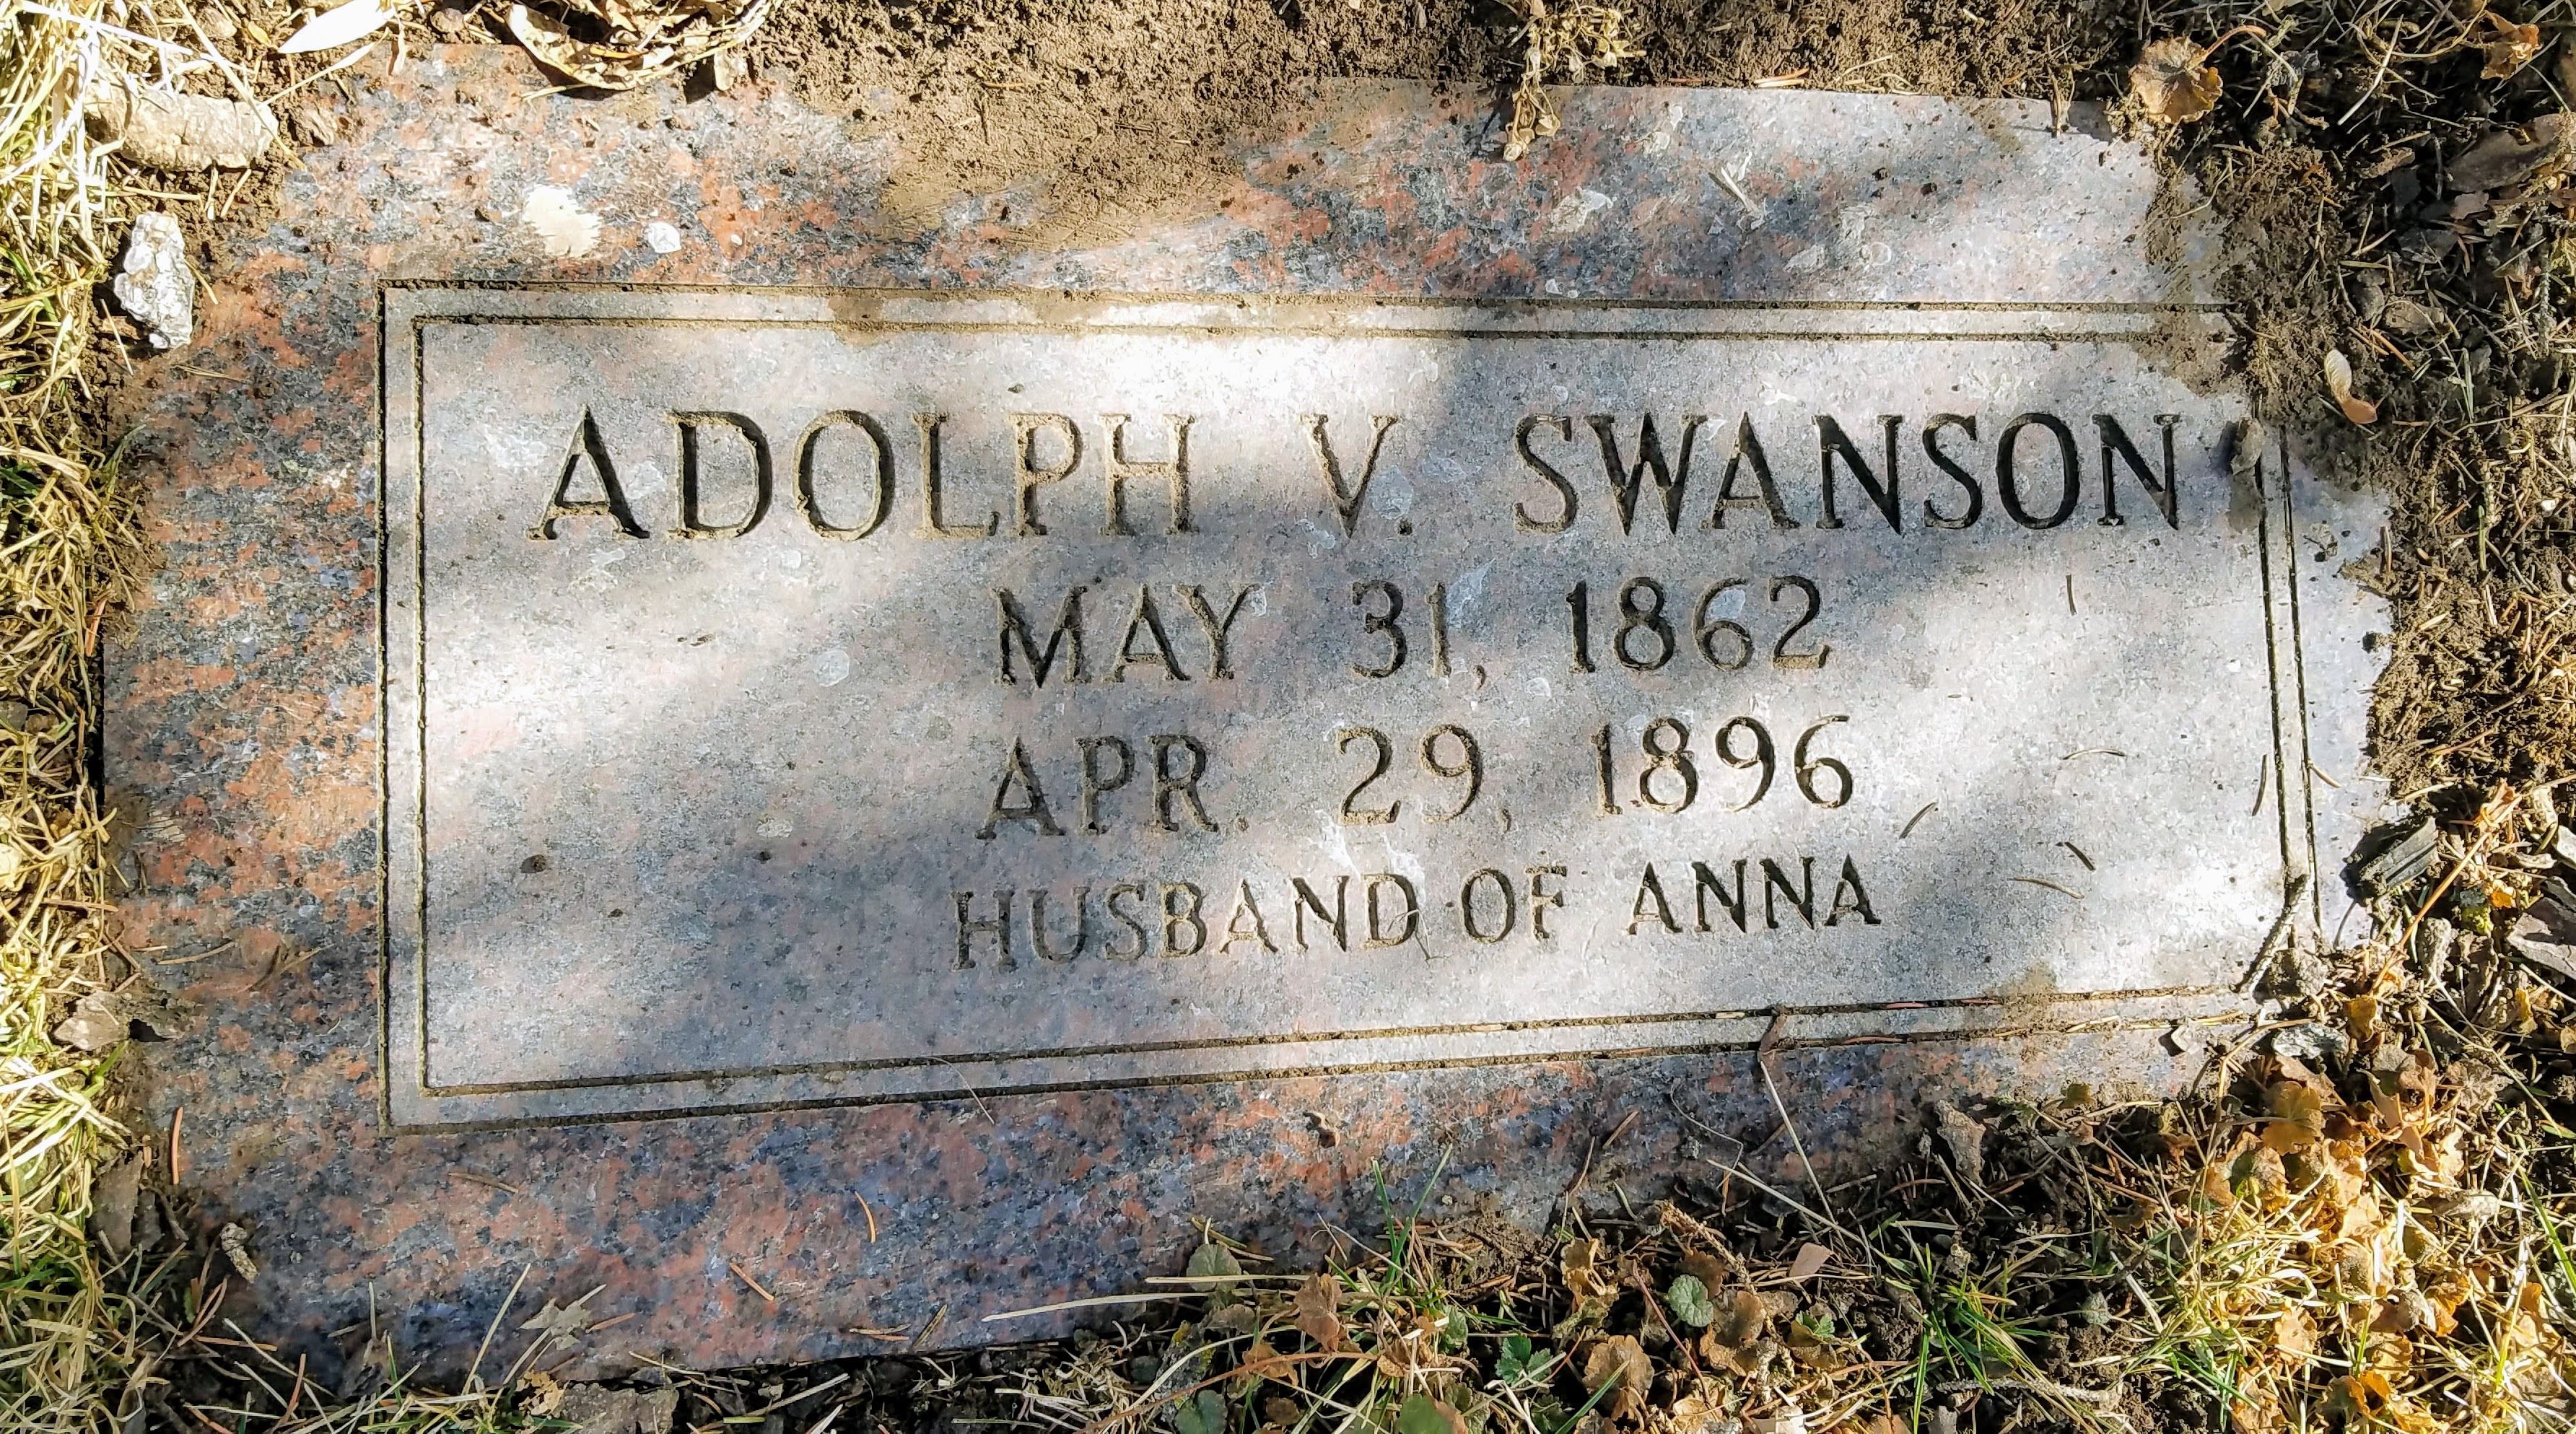 ADOLPH V. SWANSON
MAY 31, 1862
APR. 29, 1896
HUSBAND OF ANNA